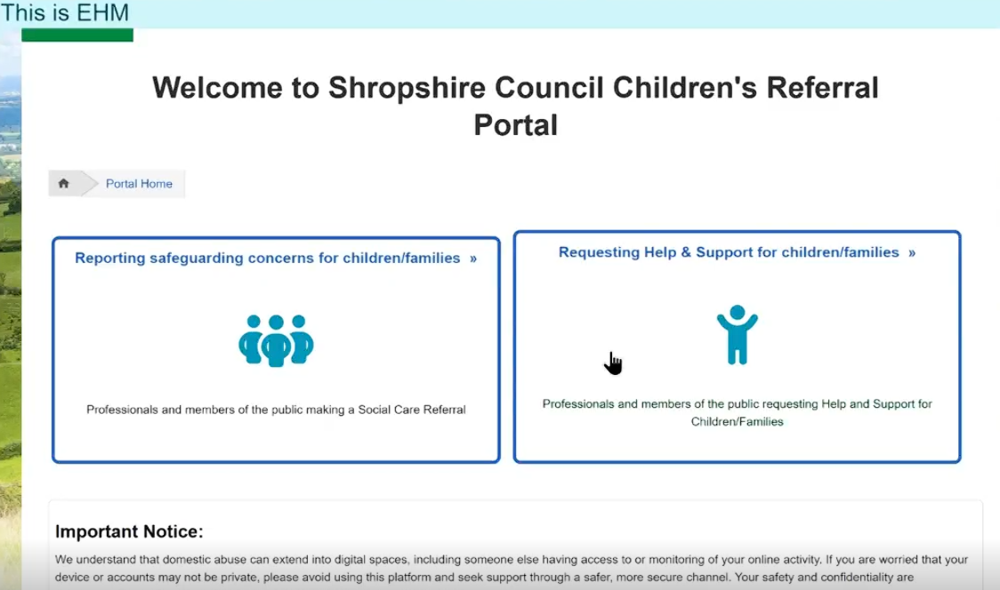 This is EHM
Welcome to Shropshire Council Children's Referral
Portal
Portal Home
Reporting safeguarding concerns for children/families »
Requesting Help & Support for children/families »
Professionals and members of the public making a Social Care Referral
Professionals and members of the public requesting Help and Support for
Children/Families
Important Notice:
We understand that domestic abuse can extend into digital spaces, including someone else having access to or monitoring of your online activity. If you are worried that your
device or accounts may not be private, please avoid using this platform and seek support through a safer, more secure channel. Your safety and confidentiality are